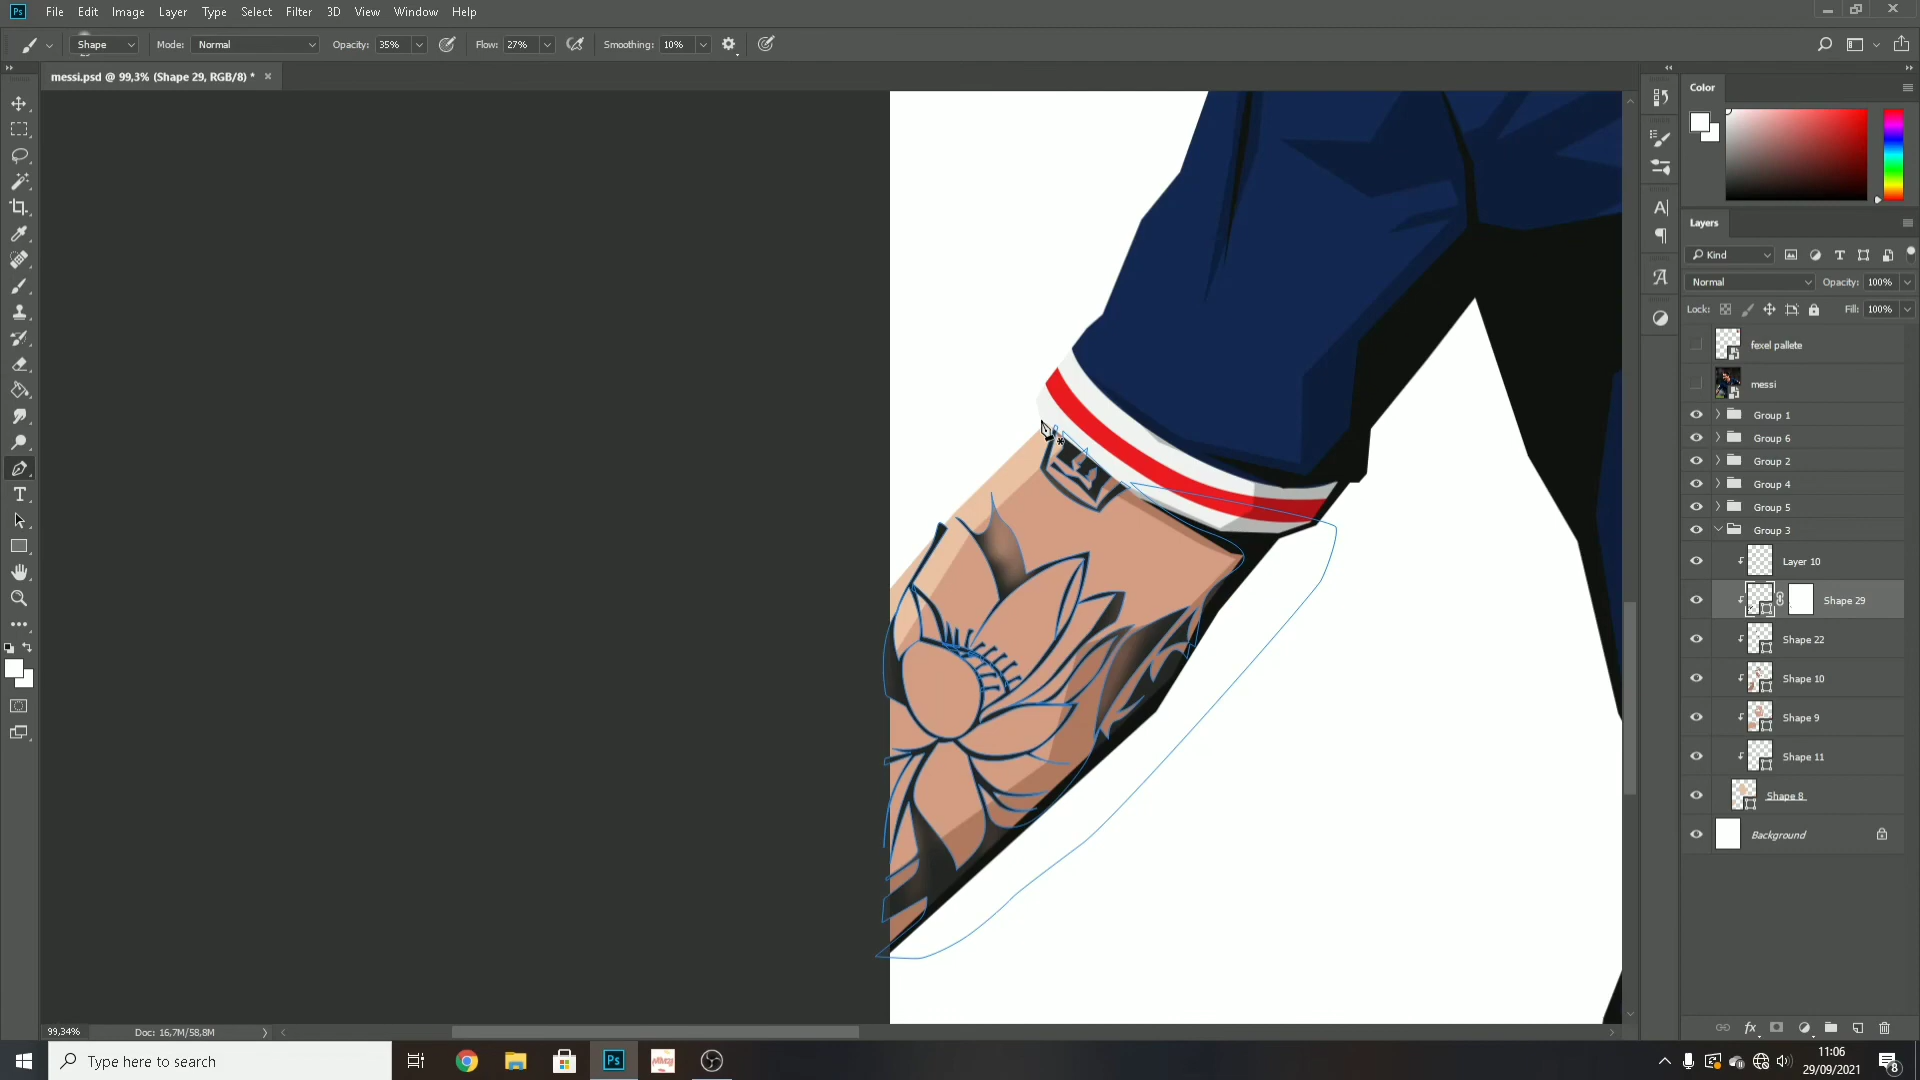 Ps File Edit Image Layer Type Select Filter 3D View Window Help
Shape Mode: Normal Opacity: 35% Flow: 27% Smoothing: 10%
messi.psd @ 99,3% (Shape 29, RGB/8) *
Color
Layers
Kind
Normal Opacity: 100%
Lock: Fill: 100%
fexel pallete
messi
Group 1
Group 6
Group 2
Group 4
Group 5
Group 3
Layer 10
Shape 29
Shape 22
Shape 10
Shape 9
Shape 11
Shape 8
Background
99,34% Doc: 16,7M/58,8M
fx
Type here to search
Ps
11:06
29/09/2021
8